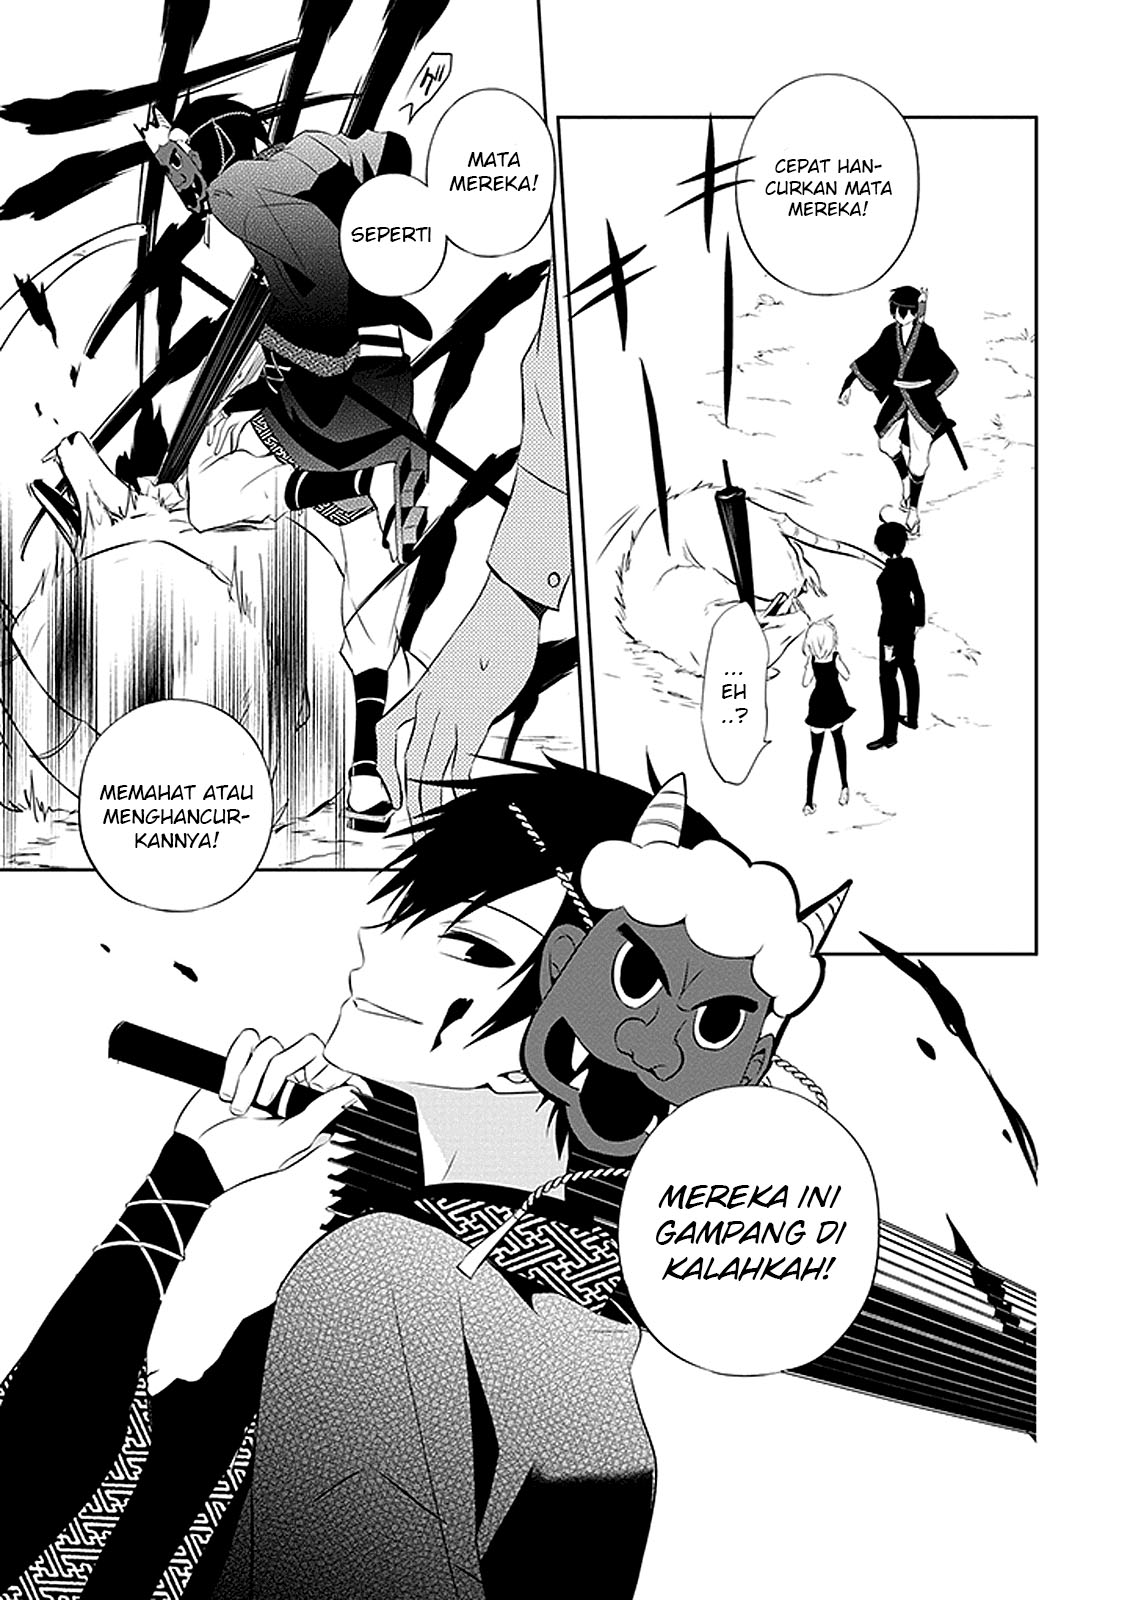 CEPAT HAN-
CURKAN MATA
MEREKA!
...
EH
..?
MATA
MEREKA!
SEPERTI
MEMAHAT ATAU
MENGHANCUR-
KANNYA!
MEREKA INI
GAMPANG DI
KALAHKAH!